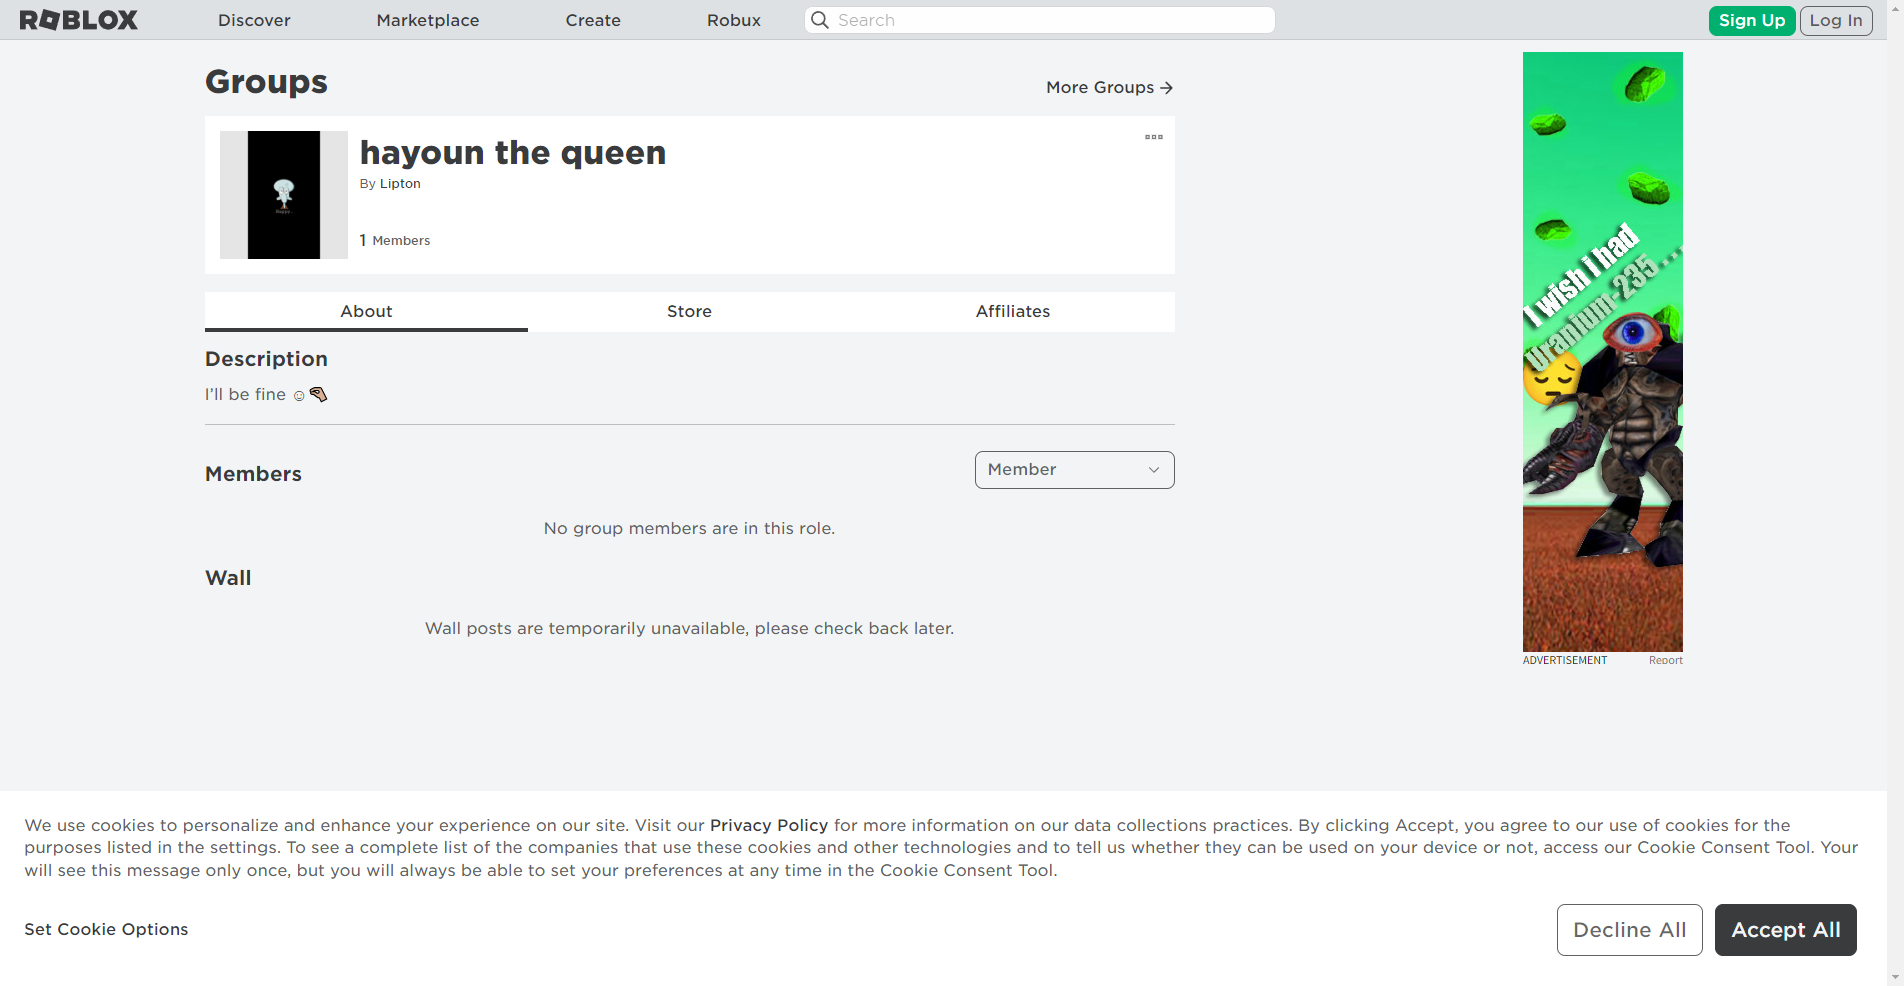 ROBLOX
Discover
Marketplace
Create
Robux
Search
Sign Up
Log In
Groups
More Groups →
hayoun the queen
By Lipton
1 Members
About
Store
Affiliates
Description
I'll be fine ☺
Members
Member
No group members are in this role.
Wall
Wall posts are temporarily unavailable, please check back later.
I wish i had
Uranium-235...
ADVERTISEMENT
Report
We use cookies to personalize and enhance your experience on our site. Visit our Privacy Policy for more information on our data collections practices. By clicking Accept, you agree to our use of cookies for the
purposes listed in the settings. To see a complete list of the companies that use these cookies and other technologies and to tell us whether they can be used on your device or not, access our Cookie Consent Tool. Your
will see this message only once, but you will always be able to set your preferences at any time in the Cookie Consent Tool.
Set Cookie Options
Decline All
Accept All